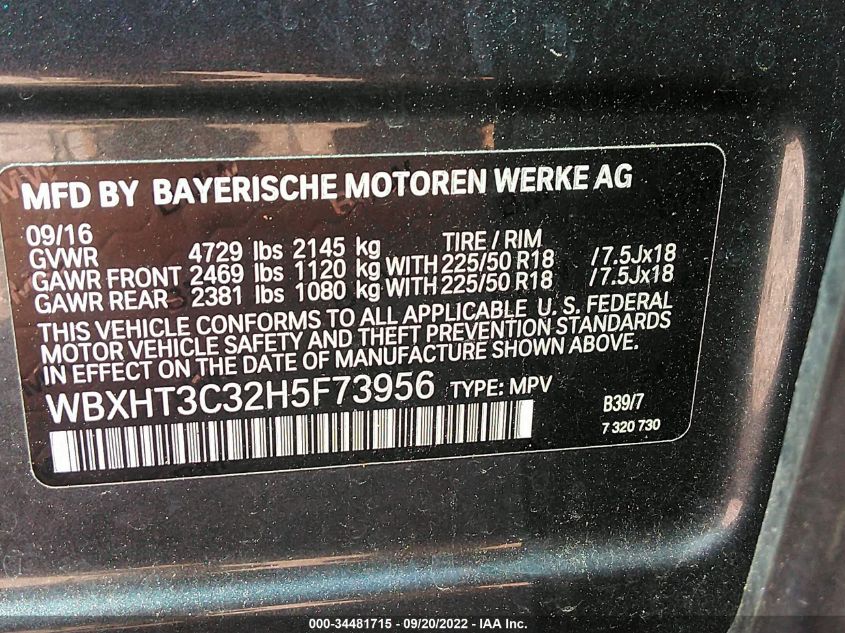 MFD BY BAYERISCHE MOTOREN WERKE AG
09/16 TIRE / RIM
GVWR 4729 lbs 2145 kg
GAWR FRONT 2469 lbs 1120 kg WITH 225/50 R18 /7.5Jx18
GAWR REAR 2381 lbs 1080 kg WITH 225/50 R18 /7.5Jx18
THIS VEHICLE CONFORMS TO ALL APPLICABLE U. S. FEDERAL
MOTOR VEHICLE SAFETY AND THEFT PREVENTION STANDARDS
IN EFFECT ON THE DATE OF MANUFACTURE SHOWN ABOVE.
WBXHT3C32H5F73956 TYPE: MPV B39/7
7 320 730
000-34481715 - 09/20/2022 - IAA Inc.